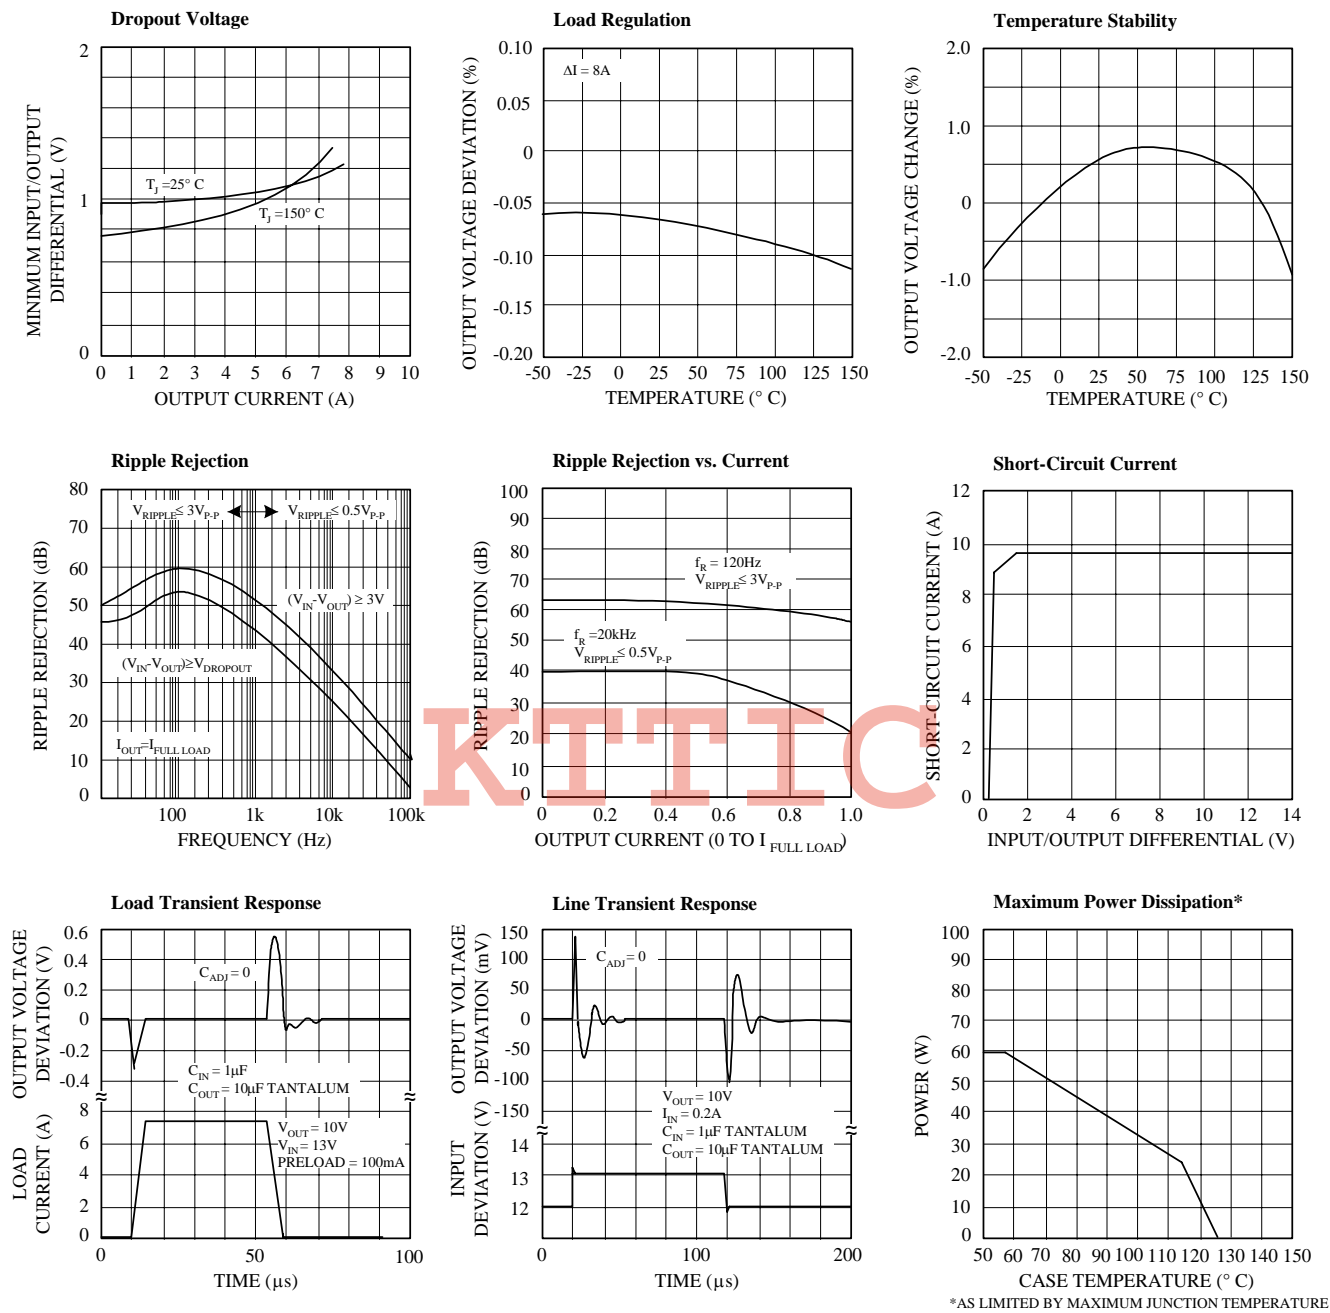 Dropout Voltage
MINIMUM INPUT/OUTPUT
DIFFERENTIAL (V)
2
1
0
TJ =25° C
TJ =150° C
0 1 2 3 4 5 6 7 8 9 10
OUTPUT CURRENT (A)
Load Regulation
OUTPUT VOLTAGE DEVIATION (%)
0.10
0.05
0
-0.05
-0.10
-0.15
-0.20
ΔI = 8A
-50 -25 0 25 50 75 100 125 150
TEMPERATURE (° C)
Temperature Stability
OUTPUT VOLTAGE CHANGE (%)
2.0
1.0
0
-1.0
-2.0
-50 -25 0 25 50 75 100 125 150
TEMPERATURE (° C)
Ripple Rejection
RIPPLE REJECTION (dB)
80
70
60
50
40
30
20
10
0
VRIPPLE≤ 3VP-P
VRIPPLE≤ 0.5VP-P
(VIN-VOUT) ≥ 3V
(VIN-VOUT)≥VDROPOUT
IOUT=IFULL LOAD
100 1k 10k 100k
FREQUENCY (Hz)
Ripple Rejection vs. Current
RIPPLE REJECTION (dB)
100
90
80
70
60
50
40
30
20
10
0
fR = 120Hz
VRIPPLE≤ 3VP-P
fR =20kHz
VRIPPLE≤ 0.5VP-P
0 0.2 0.4 0.6 0.8 1.0
OUTPUT CURRENT (0 TO I FULL LOAD)
Short-Circuit Current
SHORT-CIRCUIT CURRENT (A)
12
10
8
6
4
2
0
0 2 4 6 8 10 12 14
INPUT/OUTPUT DIFFERENTIAL (V)
KTTIC
Load Transient Response
OUTPUT VOLTAGE
DEVIATION (V)
0.6
0.4
0.2
0
-0.2
-0.4
CADJ = 0
CIN = 1μF
COUT = 10μF TANTALUM
LOAD
CURRENT (A)
8
6
4
2
0
VOUT = 10V
VIN = 13V
PRELOAD = 100mA
0 50 100
TIME (μs)
Line Transient Response
OUTPUT VOLTAGE
DEVIATION (mV)
150
100
50
0
-50
-100
-150
CADJ = 0
VOUT = 10V
IIN = 0.2A
CIN = 1μF TANTALUM
COUT = 10μF TANTALUM
INPUT
DEVIATION (V)
14
13
12
0 100 200
TIME (μs)
Maximum Power Dissipation*
POWER (W)
100
90
80
70
60
50
40
30
20
10
0
50 60 70 80 90 100 110 120 130 140 150
CASE TEMPERATURE (° C)
*AS LIMITED BY MAXIMUM JUNCTION TEMPERATURE